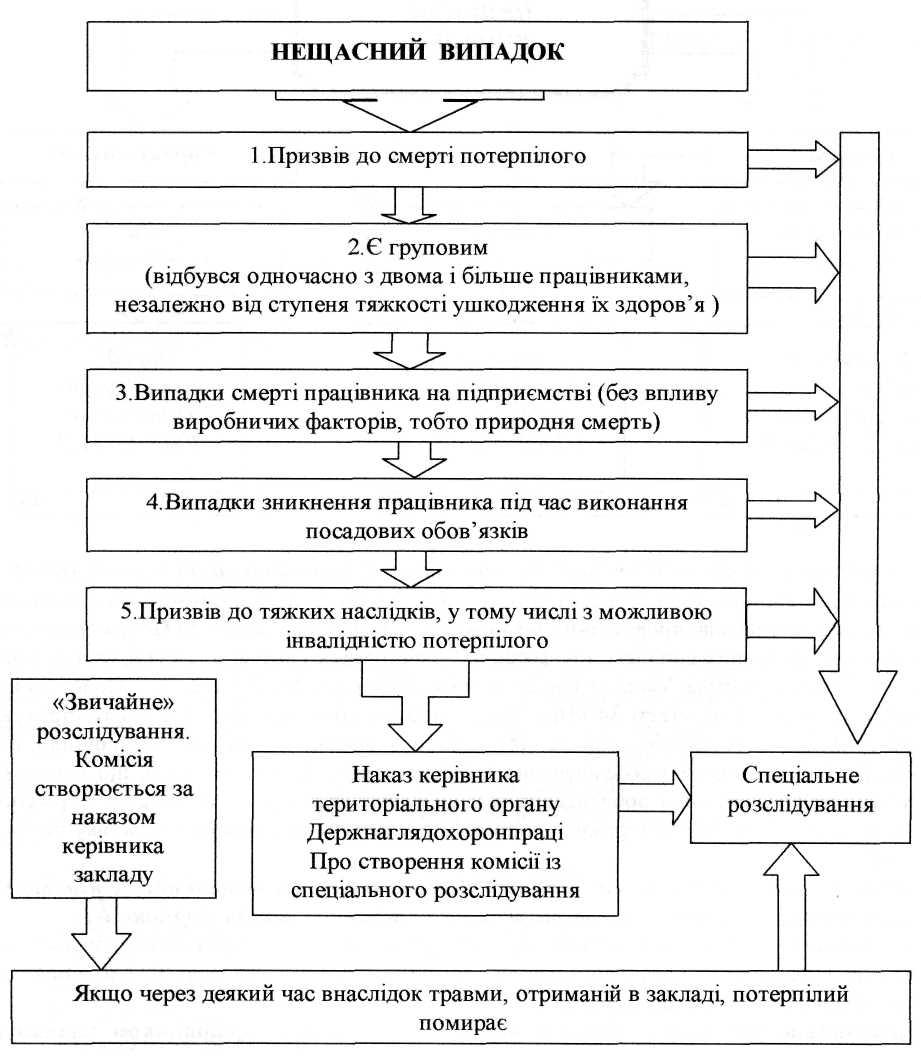 НЕЩАСНИЙ ВИПАДОК
1.Призвів до смерті потерпілого
2.Є груповим
(відбувся одночасно з двома і більше працівниками,
незалежно від ступеня тяжкості ушкодження їх здоров’я )
3.Випадки смерті працівника на підприємстві (без впливу
виробничих факторів, тобто природня смерть)
4.Випадки зникнення працівника під час виконання
посадових обов’язків
5.Призвів до тяжких наслідків, у тому числі з можливою
інвалідністю потерпілого
«Звичайне»
розслідування.
Комісія
створюється за
наказом
керівника
закладу
Наказ керівника
територіального органу
Держнаглядохоронпраці
Про створення комісії із
спеціального розслідування
Спеціальне
розслідування
Якщо через деякий час внаслідок травми, отриманій в закладі, потерпілий
помирає